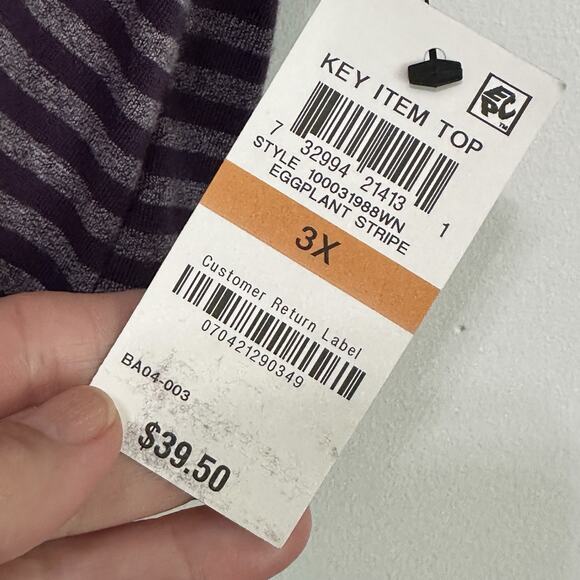 KEY ITEM TOP
7 32994 21413 1
STYLE 100031988WN
EGGPLANT STRIPE
3X
Customer Return Label
070421290349
BA04-003
$39.50